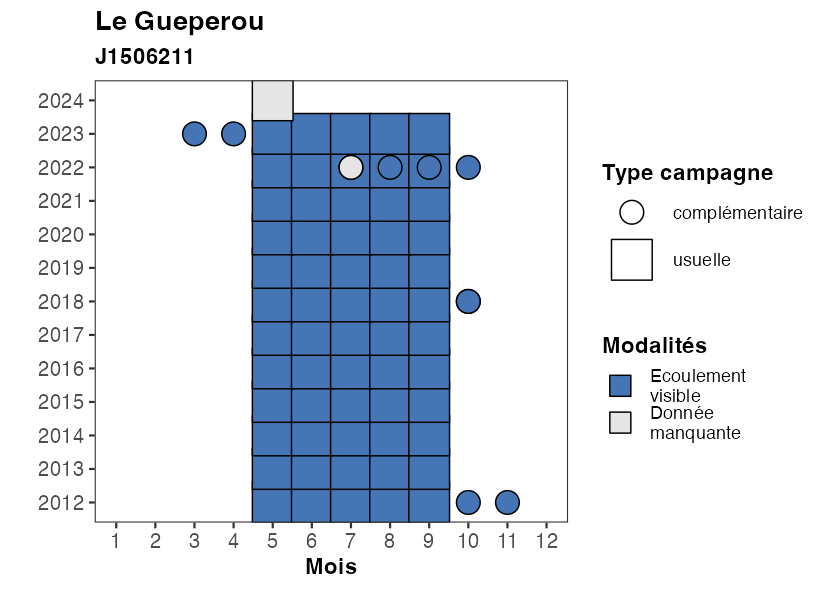 Le Gueperou
J1506211
2024
2023
2022
2021
2020
2019
2018
2017
2016
2015
2014
2013
2012
1 2 3 4 5 6 7 8 9 10 11 12
Mois
Type campagne
complémentaire
usuelle
Modalités
Ecoulement
visible
Donnée
manquante